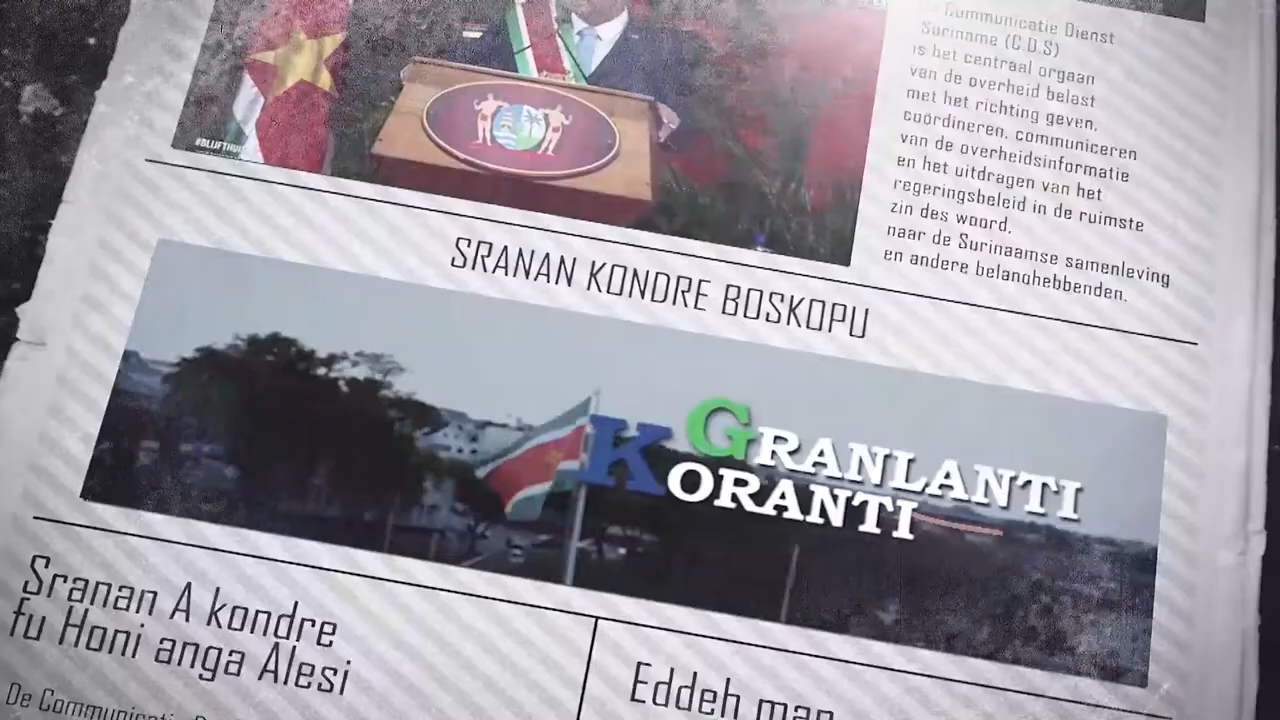 Communicatie Dienst
Suriname (C.D.S)
is het centraal orgaan
van de overheid belast
met het richting geven,
coördineren, communiceren
van de overheidsinformatie
en het uitdragen van het
regeringsbeleid in de ruimste
zin des woord,
naar de Surinaamse samenleving
en andere belanghebbenden.
#BLIJFTHUI
SRANAN KONDRE BOSKOPU
GRANLANTI
KORANTI
Sranan A kondre
fu Honi anga Alesi
De
Eddeh man